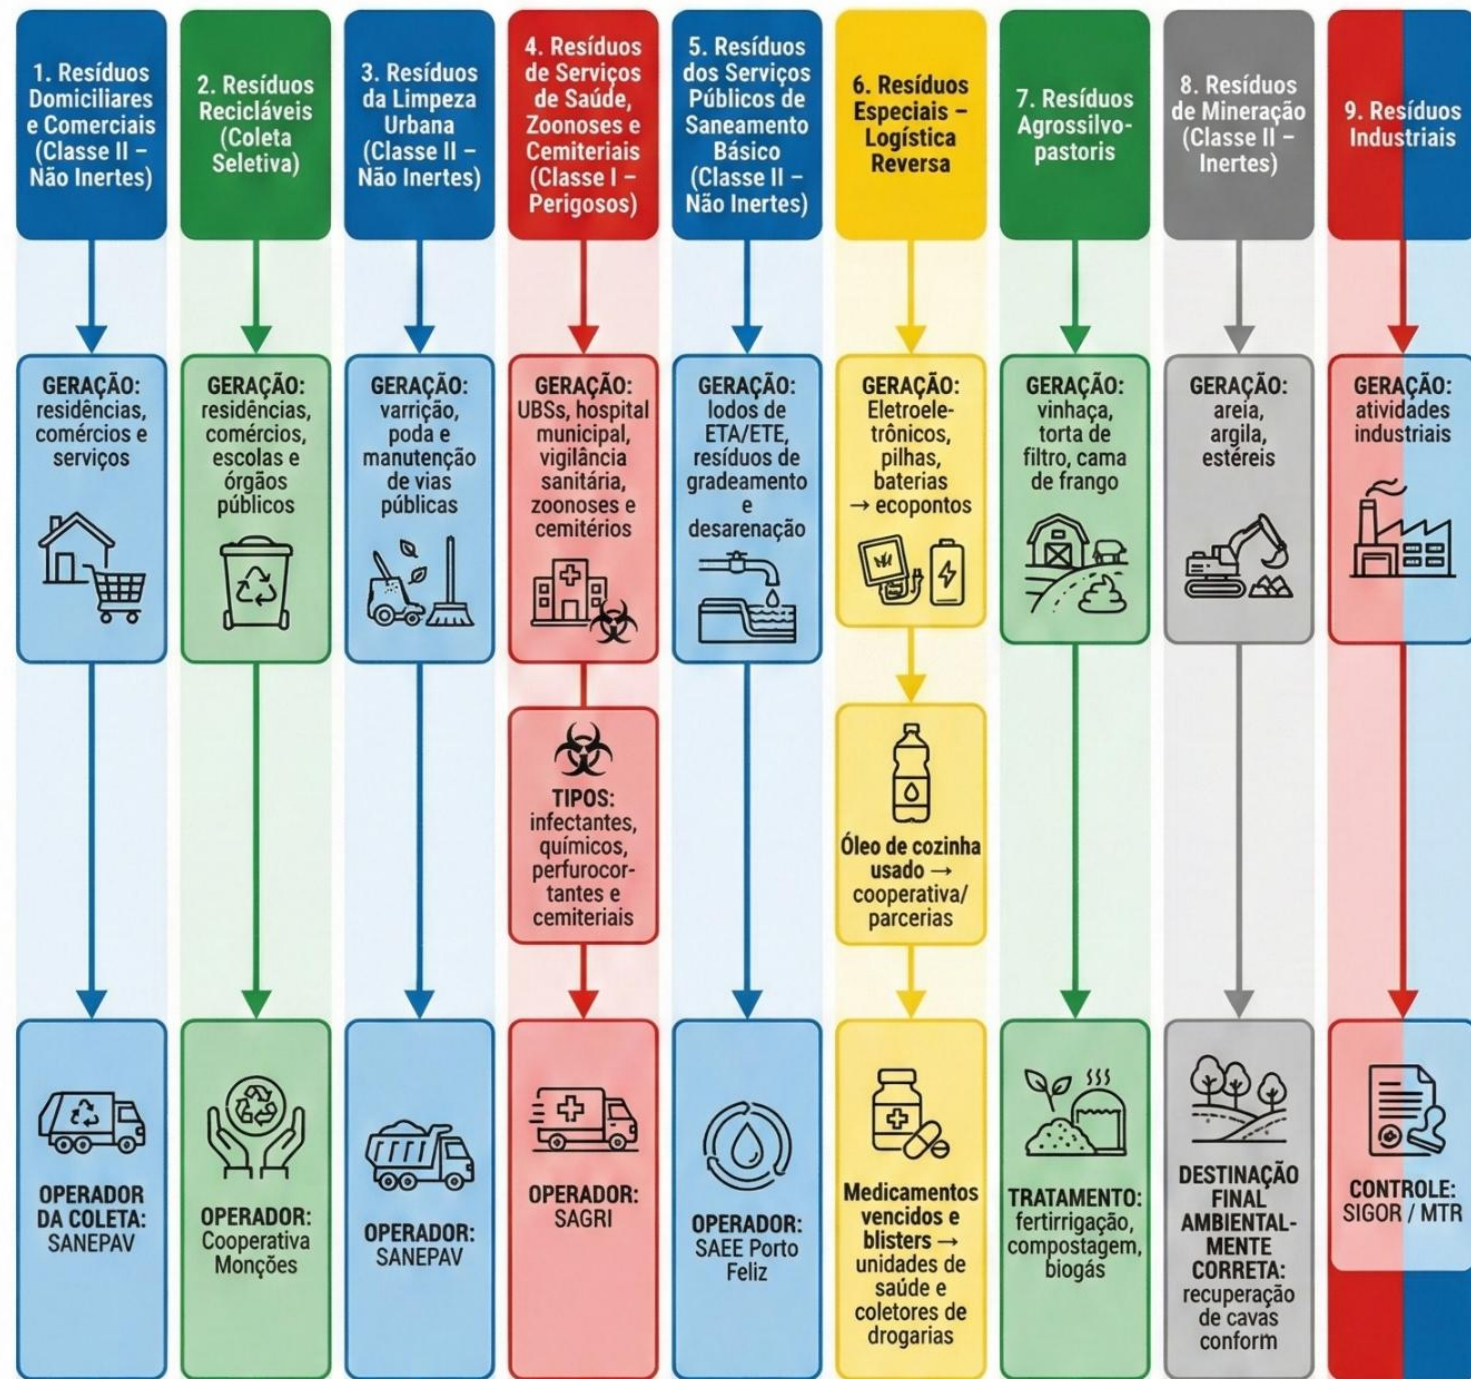 1. Resíduos
Domiciliares
e Comerciais
(Classe II –
Não Inertes)
2. Resíduos
Recicláveis
(Coleta
Seletiva)
3. Resíduos
da Limpeza
Urbana
(Classe II –
Não Inertes)
4. Resíduos
de Serviços
de Saúde,
Zoonoses e
Cemiteriais
(Classe I –
Perigosos)
5. Resíduos
dos Serviços
Públicos de
Saneamento
Básico
(Classe II –
Não Inertes)
6. Resíduos
Especiais –
Logística
Reversa
7. Resíduos
Agrossilvo-
pastoris
8. Resíduos
de Mineração
(Classe II –
Inertes)
9. Resíduos
Industriais
GERAÇÃO:
residências,
comércios e
serviços
GERAÇÃO:
residências,
comércios,
escolas e
órgãos
públicos
GERAÇÃO:
varrição,
poda e
manutenção
de vias
públicas
GERAÇÃO:
UBSs, hospital
municipal,
vigilância
sanitária,
zoonoses e
cemitérios
GERAÇÃO:
lodos de
ETA/ETE,
resíduos de
gradeamento
e
desarenação
GERAÇÃO:
Eletroele-
trônicos,
pilhas,
baterias
→ ecopontos
GERAÇÃO:
vinhaça,
torta de
filtro, cama
de frango
GERAÇÃO:
areia,
argila,
estéreis
GERAÇÃO:
atividades
industriais
TIPOS:
infectantes,
químicos,
perfurocor-
tantes e
cemiteriais
Óleo de cozinha
usado →
cooperativa/
parcerias
OPERADOR
DA COLETA:
SANEPAV
OPERADOR:
Cooperativa
Monções
OPERADOR:
SANEPAV
OPERADOR:
SAGRI
OPERADOR:
SAEE Porto
Feliz
Medicamentos
vencidos e
blisters →
unidades de
saúde e
coletores de
drogarias
TRATAMENTO:
fertirrigação,
compostagem,
biogás
DESTINAÇÃO
FINAL
AMBIENTAL-
MENTE
CORRETA:
recuperação
de cavas
conform
CONTROLE:
SIGOR / MTR